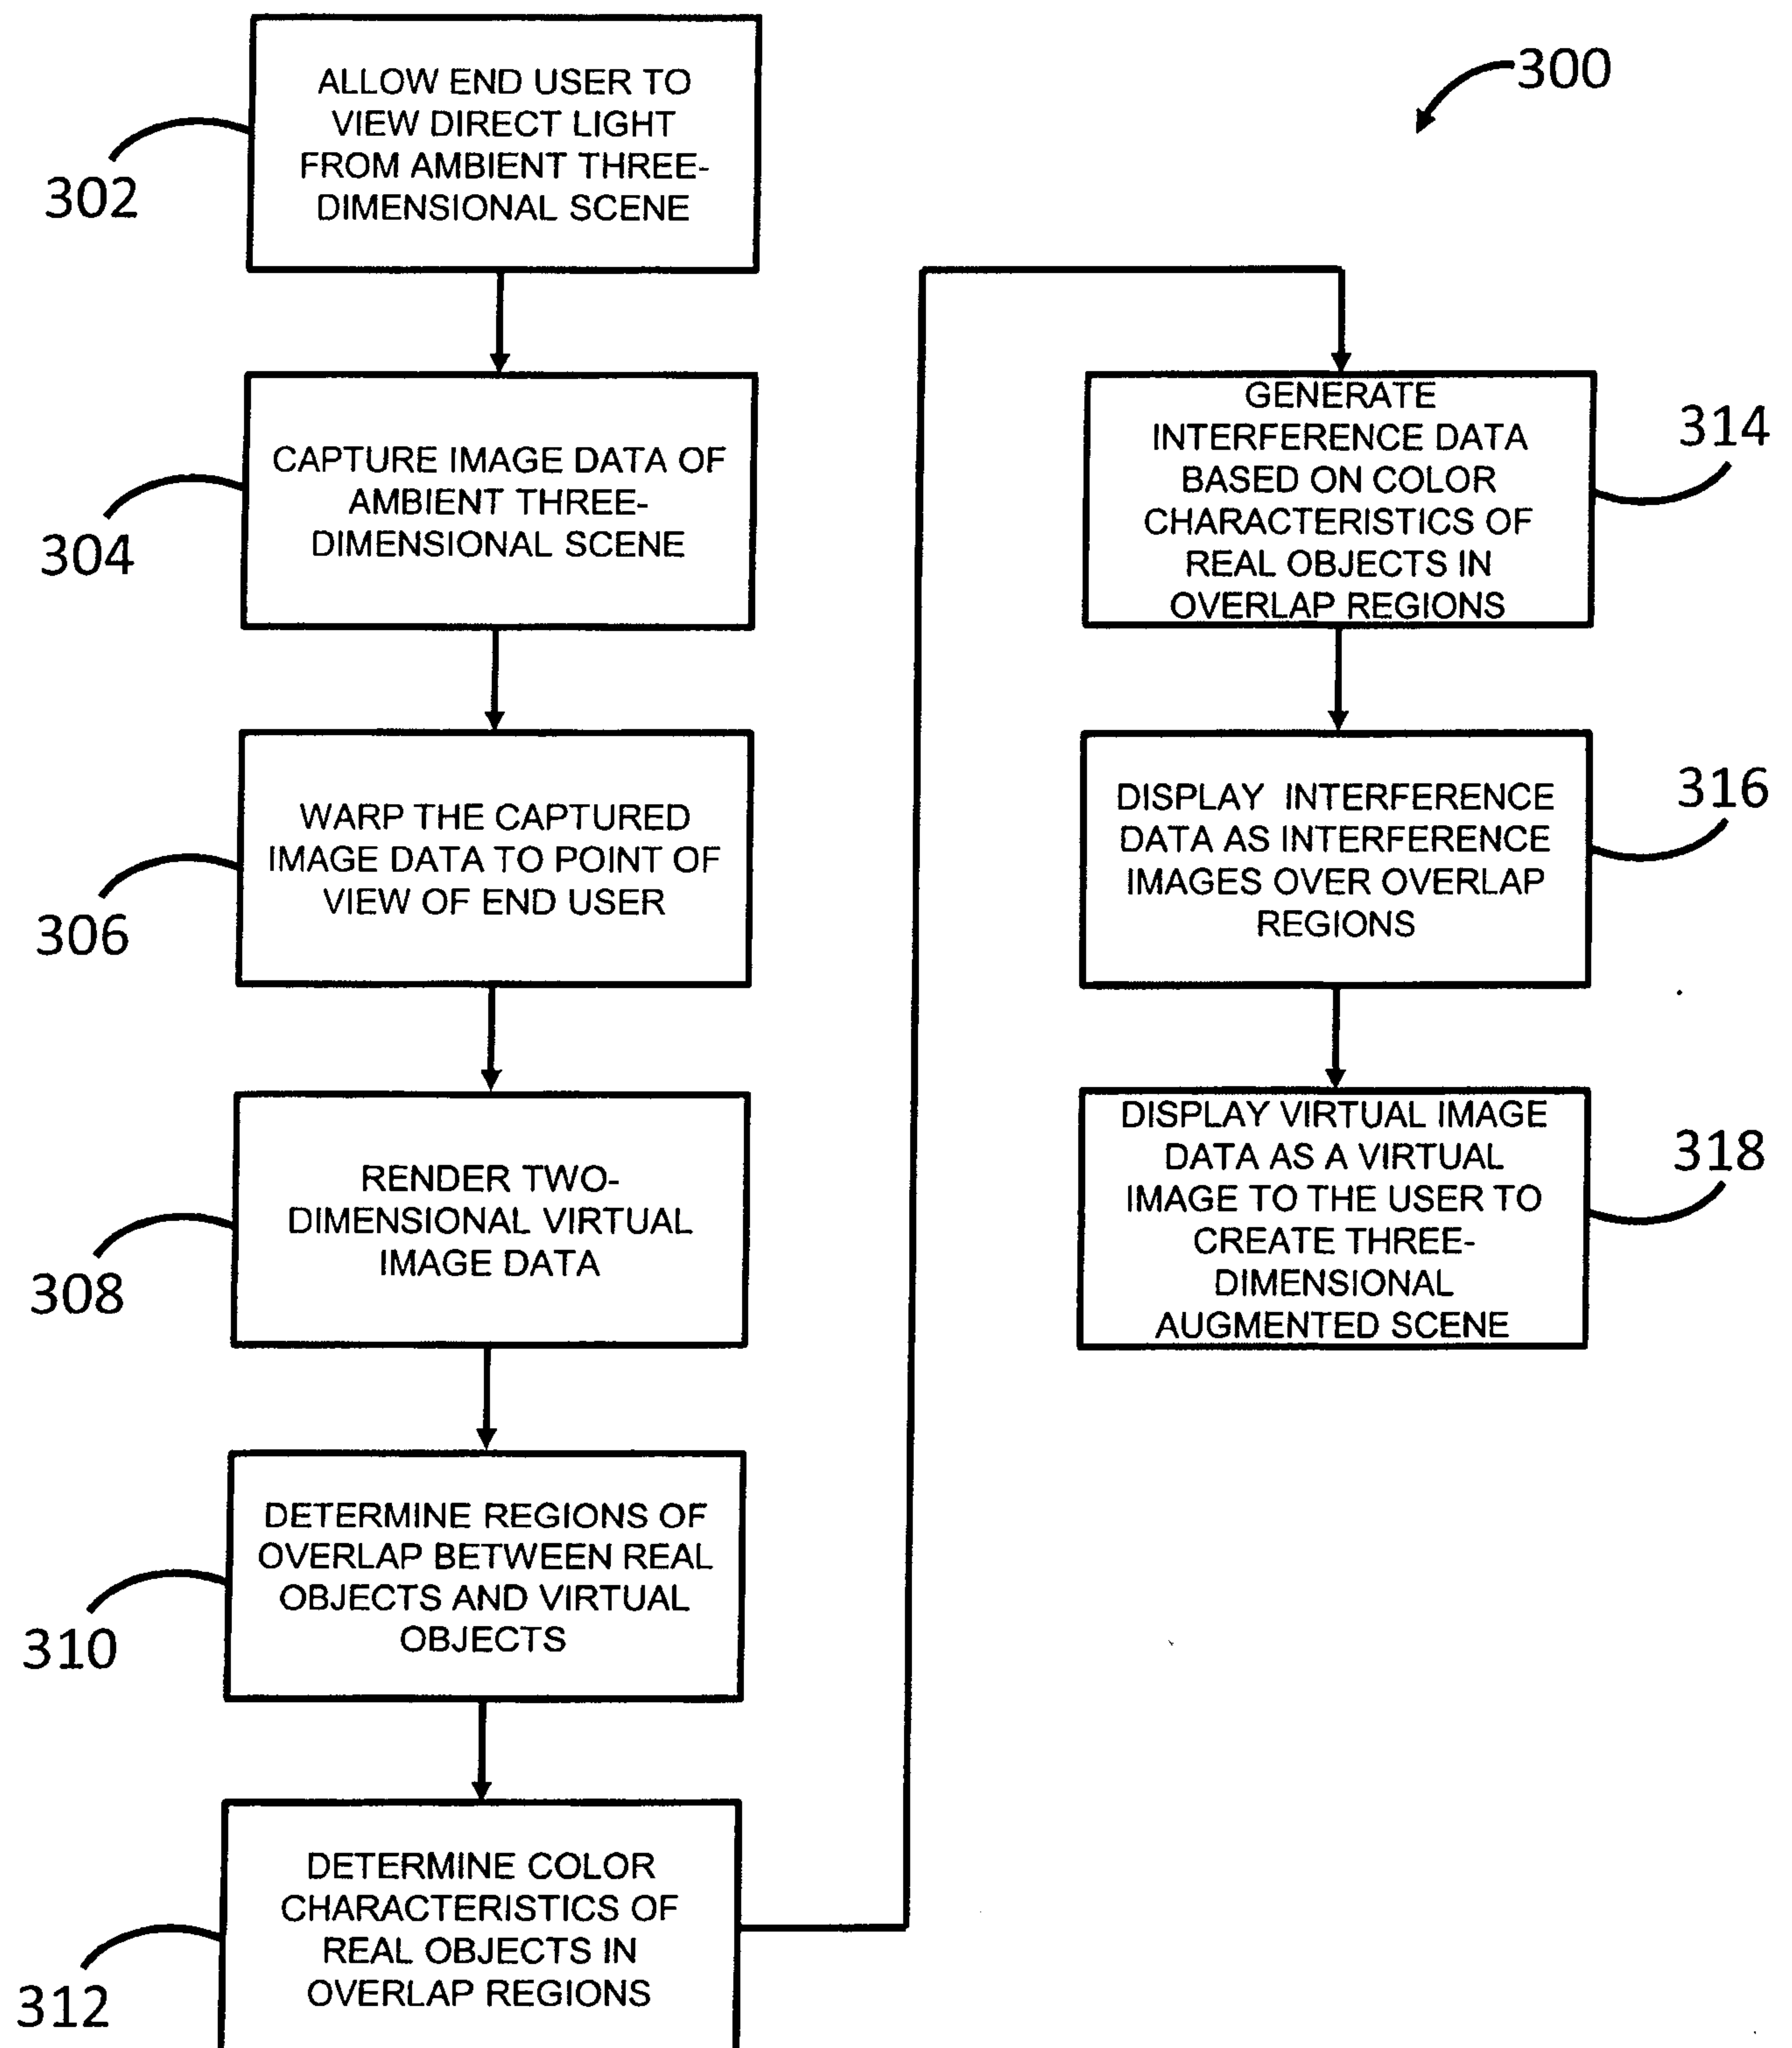 ALLOW END USER TO
VIEW DIRECT LIGHT
FROM AMBIENT THREE-
DIMENSIONAL SCENE
302
CAPTURE IMAGE DATA OF
AMBIENT THREE-
DIMENSIONAL SCENE
304
WARP THE CAPTURED
IMAGE DATA TO POINT OF
VIEW OF END USER
306
RENDER TWO-
DIMENSIONAL VIRTUAL
IMAGE DATA
308
DETERMINE REGIONS OF
OVERLAP BETWEEN REAL
OBJECTS AND VIRTUAL
OBJECTS
310
DETERMINE COLOR
CHARACTERISTICS OF
REAL OBJECTS IN
OVERLAP REGIONS
312
300
GENERATE
INTERFERENCE DATA
BASED ON COLOR
CHARACTERISTICS OF
REAL OBJECTS IN
OVERLAP REGIONS
314
DISPLAY INTERFERENCE
DATA AS INTERFERENCE
IMAGES OVER OVERLAP
REGIONS
316
DISPLAY VIRTUAL IMAGE
DATA AS A VIRTUAL
IMAGE TO THE USER TO
CREATE THREE-
DIMENSIONAL
AUGMENTED SCENE
318